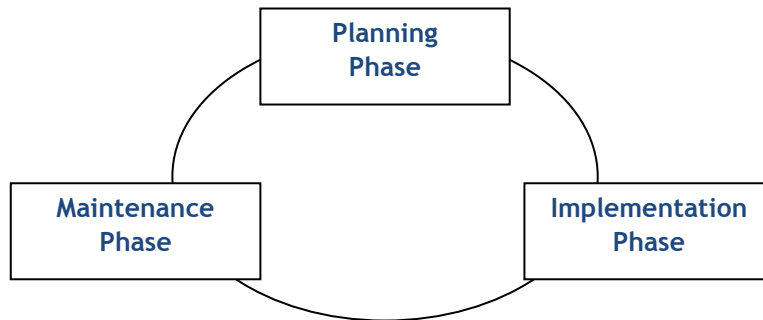 Planning
Phase
Maintenance
Phase
Implementation
Phase